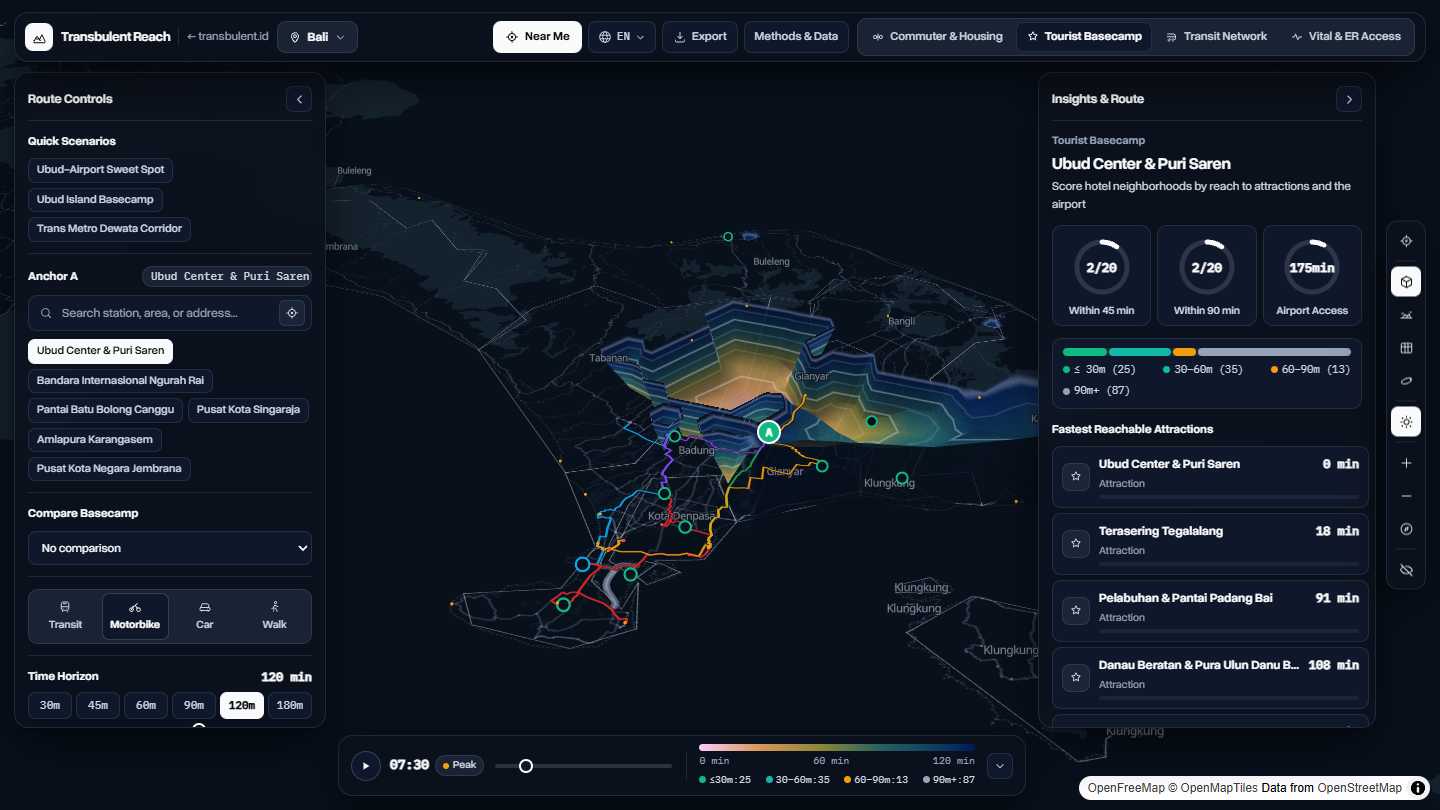 Transbulent Reach
← transbulent.id
Bali
Near Me
EN
Export
Methods & Data
Commuter & Housing
Tourist Basecamp
Transit Network
Vital & ER Access
Route Controls
Quick Scenarios
Ubud–Airport Sweet Spot
Ubud Island Basecamp
Trans Metro Dewata Corridor
Anchor A
Ubud Center & Puri Saren
Search station, area, or address...
Ubud Center & Puri Saren
Bandara Internasional Ngurah Rai
Pantai Batu Bolong Canggu
Pusat Kota Singaraja
Amlapura Karangasem
Pusat Kota Negara Jembrana
Compare Basecamp
No comparison
Transit
Motorbike
Car
Walk
Time Horizon
120 min
30m
45m
60m
90m
120m
180m
Buleleng
mbrana
Buleleng
Bangli
Tabanan
Gianyar
A
Badung
Gianyar
Klungkung
Kota Denpasa
Klungkung
Klungkung
Klungkung
Klungkung
07:30
Peak
0 min
60 min
120 min
≤30m:25
30–60m:35
60–90m:13
90m+:87
Insights & Route
Tourist Basecamp
Ubud Center & Puri Saren
Score hotel neighborhoods by reach to attractions and the
airport
2/20
Within 45 min
2/20
Within 90 min
175min
Airport Access
≤ 30m (25)
30–60m (35)
60–90m (13)
90m+ (87)
Fastest Reachable Attractions
Ubud Center & Puri Saren
0 min
Attraction
Terasering Tegalalang
18 min
Attraction
Pelabuhan & Pantai Padang Bai
91 min
Attraction
Danau Beratan & Pura Ulun Danu B...
108 min
Attraction
OpenFreeMap © OpenMapTiles Data from OpenStreetMap